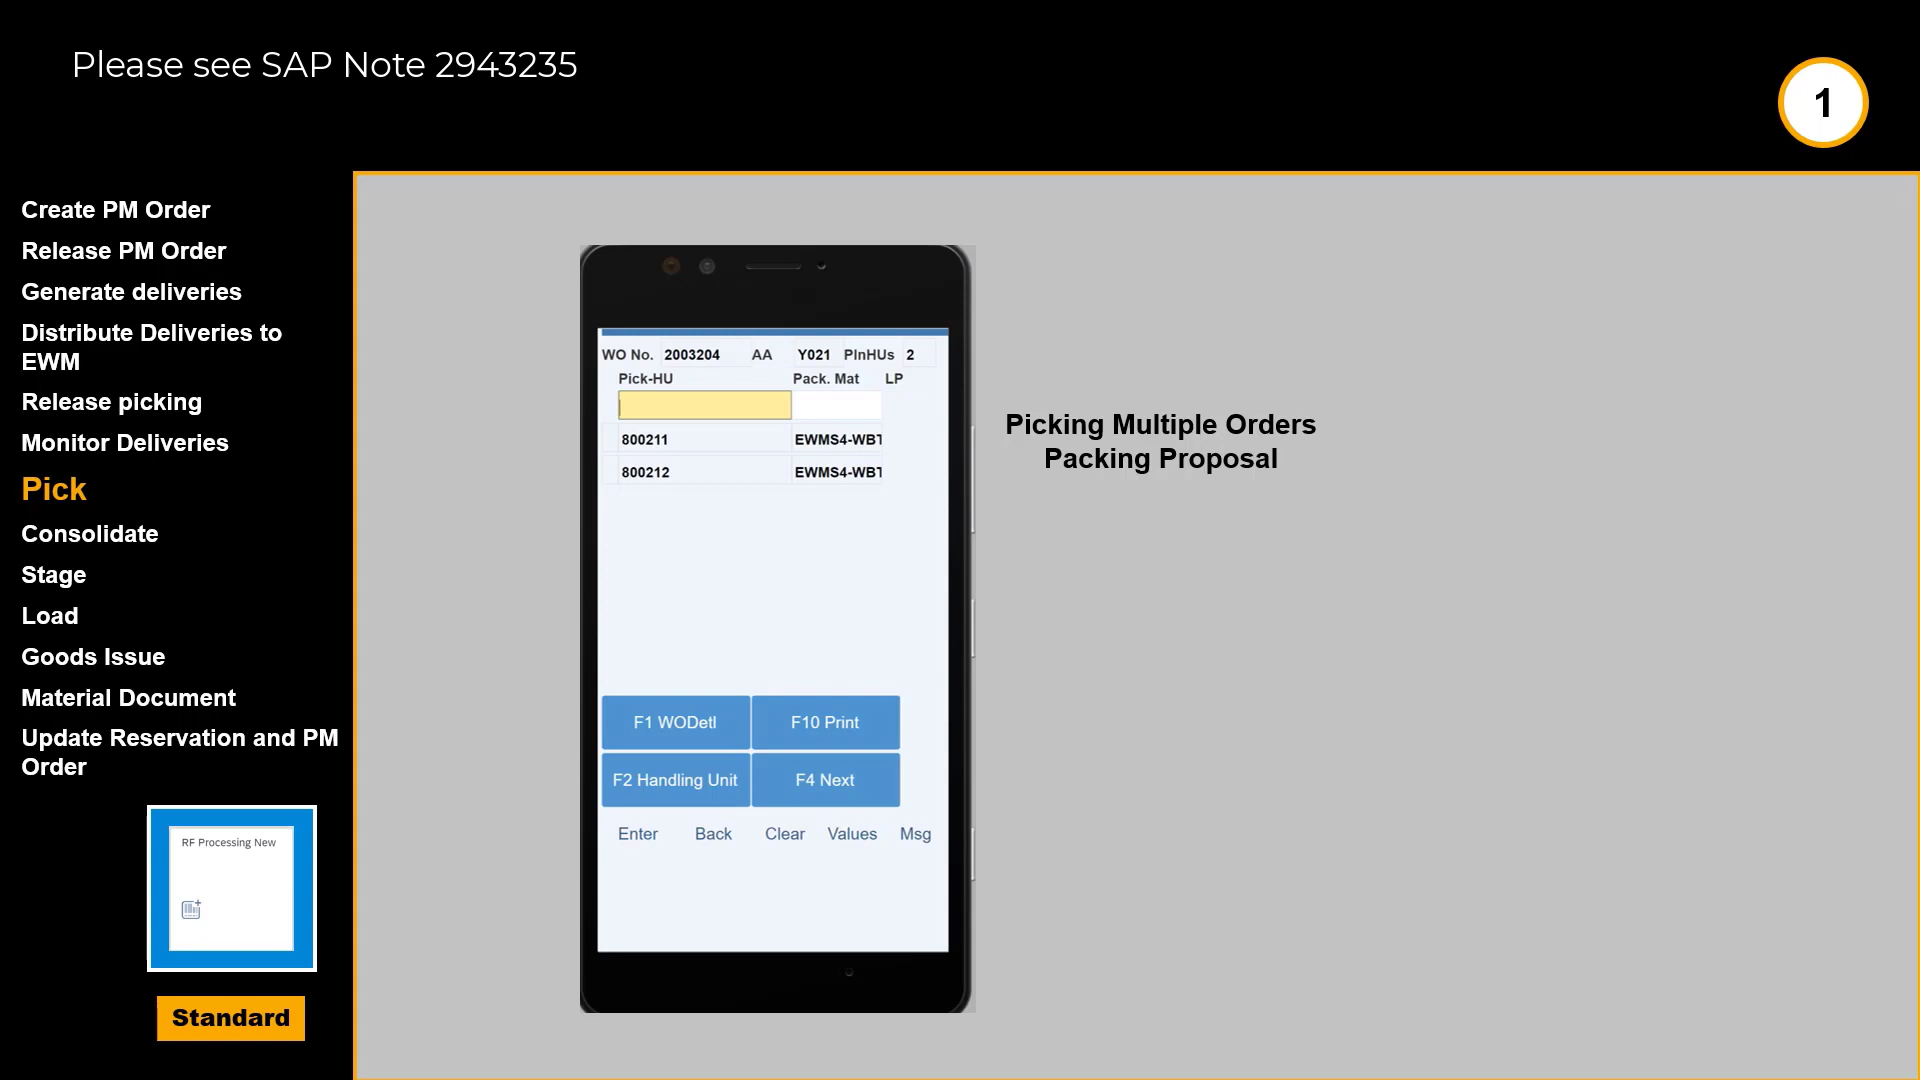 Please see SAP Note 2943235
1
Create PM Order
Release PM Order
Generate deliveries
Distribute Deliveries to
EWM
Release picking
Monitor Deliveries
Pick
Consolidate
Stage
Load
Goods Issue
Material Document
Update Reservation and PM
Order
RF Processing New
Standard
WO No. 2003204 AA Y021 PlnHUs 2
Pick-HU Pack. Mat LP
800211 EWMS4-WBT
800212 EWMS4-WBT
F1 WODetl F10 Print
F2 Handling Unit F4 Next
Enter Back Clear Values Msg
Picking Multiple Orders
Packing Proposal